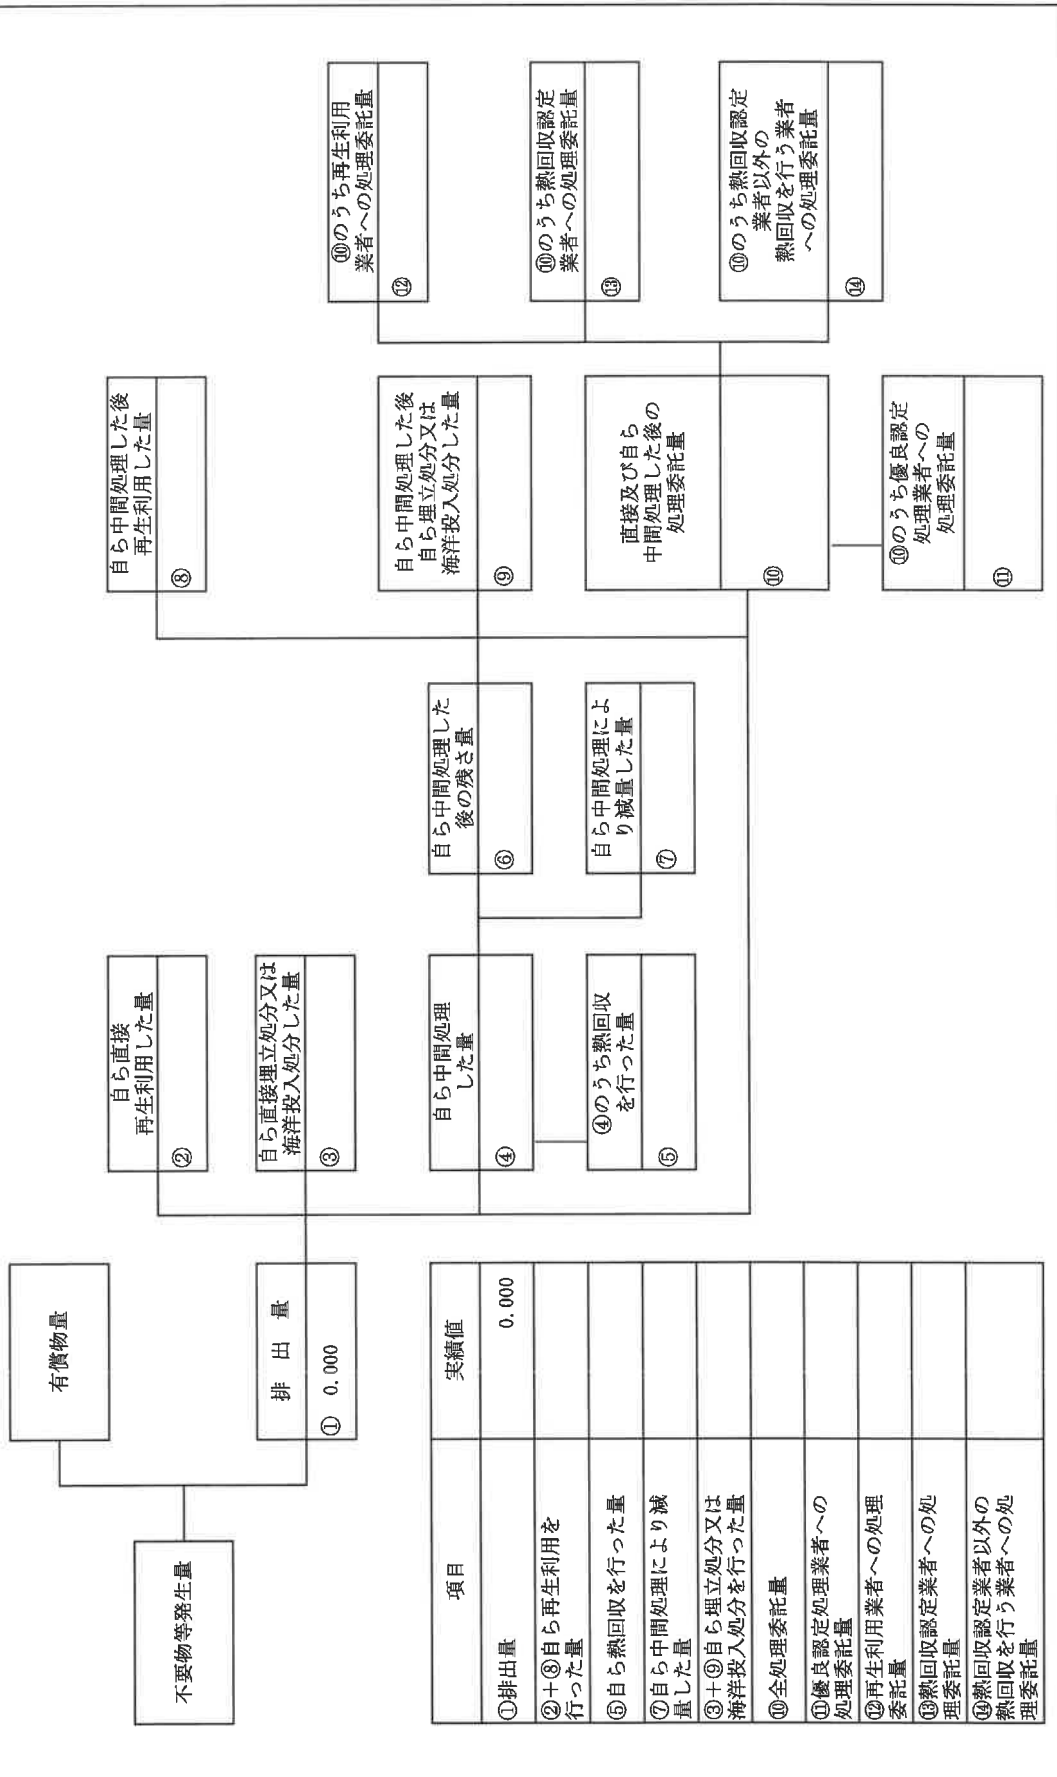 不要物等発生量
有償物量
排 出 量
① 0.000
自ら直接
再生利用した量
②
自ら直接埋立処分又は
海洋投入処分した量
③
自ら中間処理
した量
④
④のうち熱回収
を行った量
⑤
自ら中間処理した
後の残さ量
⑥
自ら中間処理によ
り減量した量
⑦
自ら中間処理した後
再生利用した量
⑧
自ら中間処理した後
自ら埋立処分又は
海洋投入処分した量
⑨
直接及び自ら
中間処理した後の
処理委託量
⑩
⑩のうち優良認定
処理業者への
処理委託量
⑪
⑩のうち再生利用
業者への処理委託量
⑫
⑩のうち熱回収認定
業者への処理委託量
⑬
⑩のうち熱回収認定
業者以外の
熱回収を行う業者
への処理委託量
⑭
項目
実績値
①排出量
0.000
②+⑧自ら再生利用を
行った量
⑤自ら熱回収を行った量
⑦自ら中間処理により減
量した量
③+⑨自ら埋立処分又は
海洋投入処分を行った量
⑩全処理委託量
⑪優良認定処理業者への
処理委託量
⑫再生利用業者への処理
委託量
⑬熱回収認定業者への処
理委託量
⑭熱回収認定業者以外の
熱回収を行う業者への処
理委託量